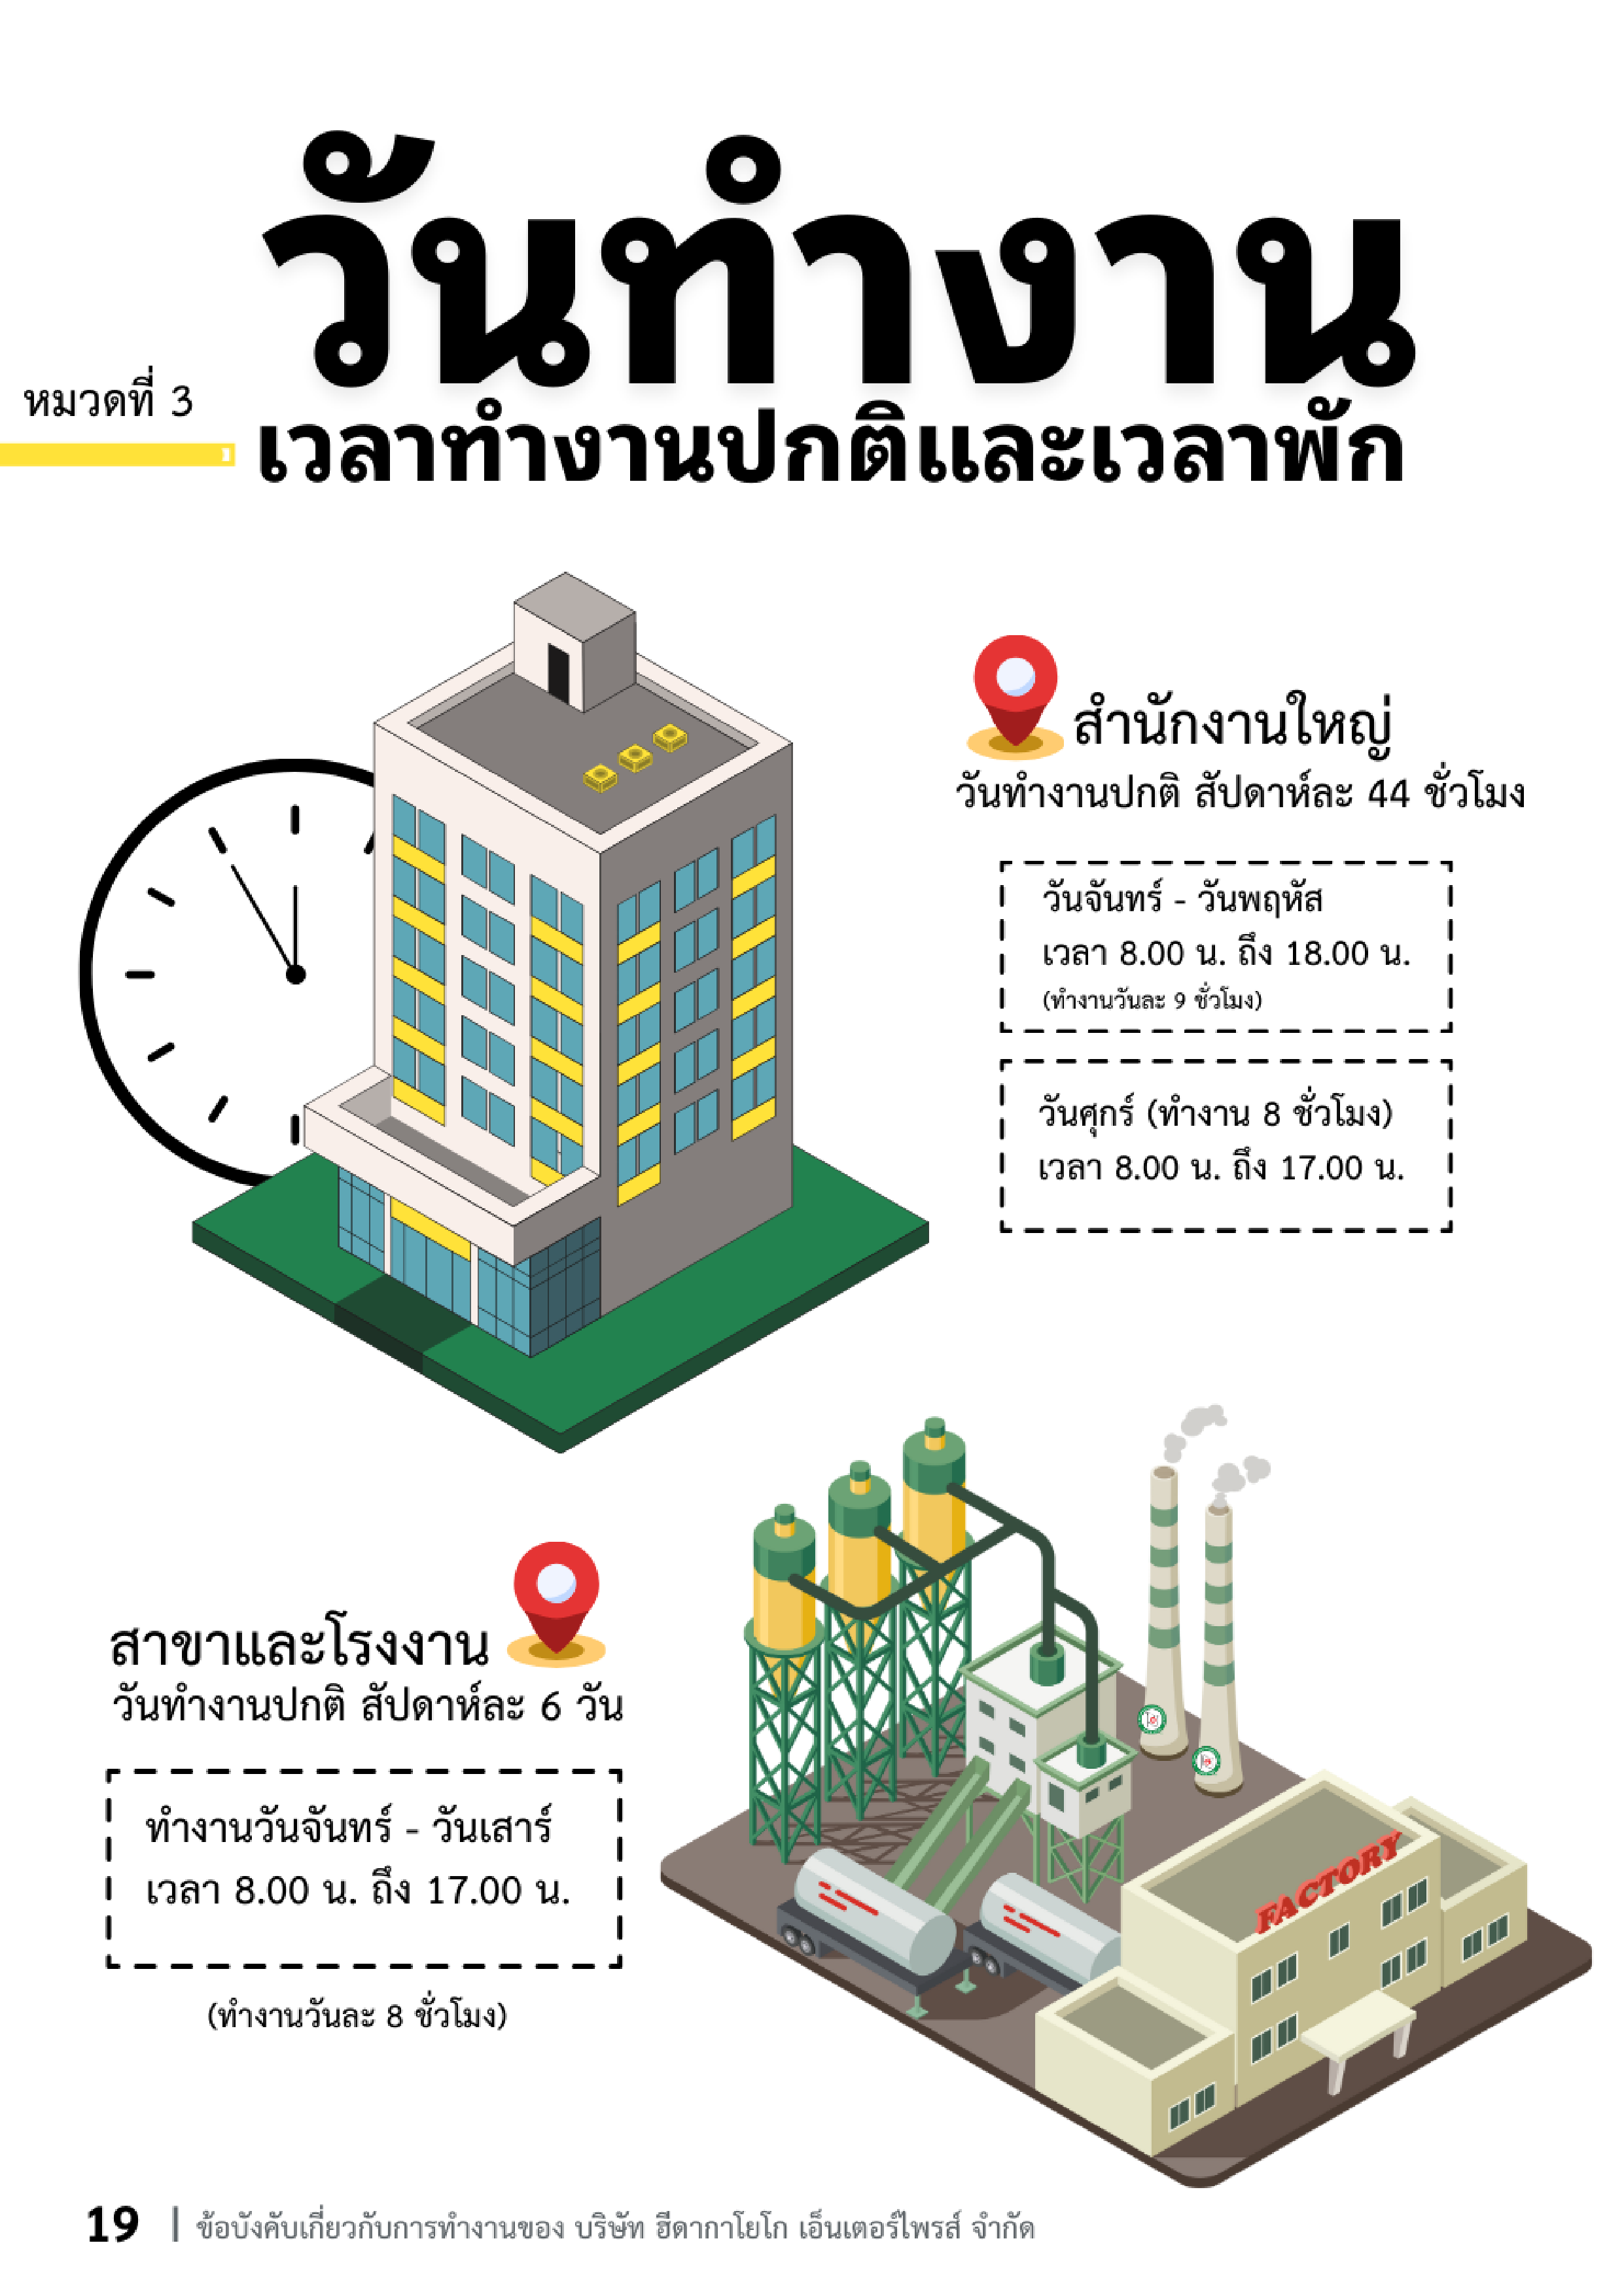 วันทำงาน
หมวดที่ 3
เวลาทำงานปกติและเวลาพัก
สำนักงานใหญ่
วันทำงานปกติ สัปดาห์ละ 44 ชั่วโมง
วันจันทร์ - วันพฤหัส
เวลา 8.00 น. ถึง 18.00 น.
(ทำงานวันละ 9 ชั่วโมง)
วันศุกร์ (ทำงาน 8 ชั่วโมง)
เวลา 8.00 น. ถึง 17.00 น.
สาขาและโรงงาน
วันทำงานปกติ สัปดาห์ละ 6 วัน
ทำงานวันจันทร์ - วันเสาร์
เวลา 8.00 น. ถึง 17.00 น.
(ทำงานวันละ 8 ชั่วโมง)
FACTORY
19 | ข้อบังคับเกี่ยวกับการทำงานของ บริษัท ฮีดากาโยโก เอ็นเตอร์ไพรส์ จำกัด